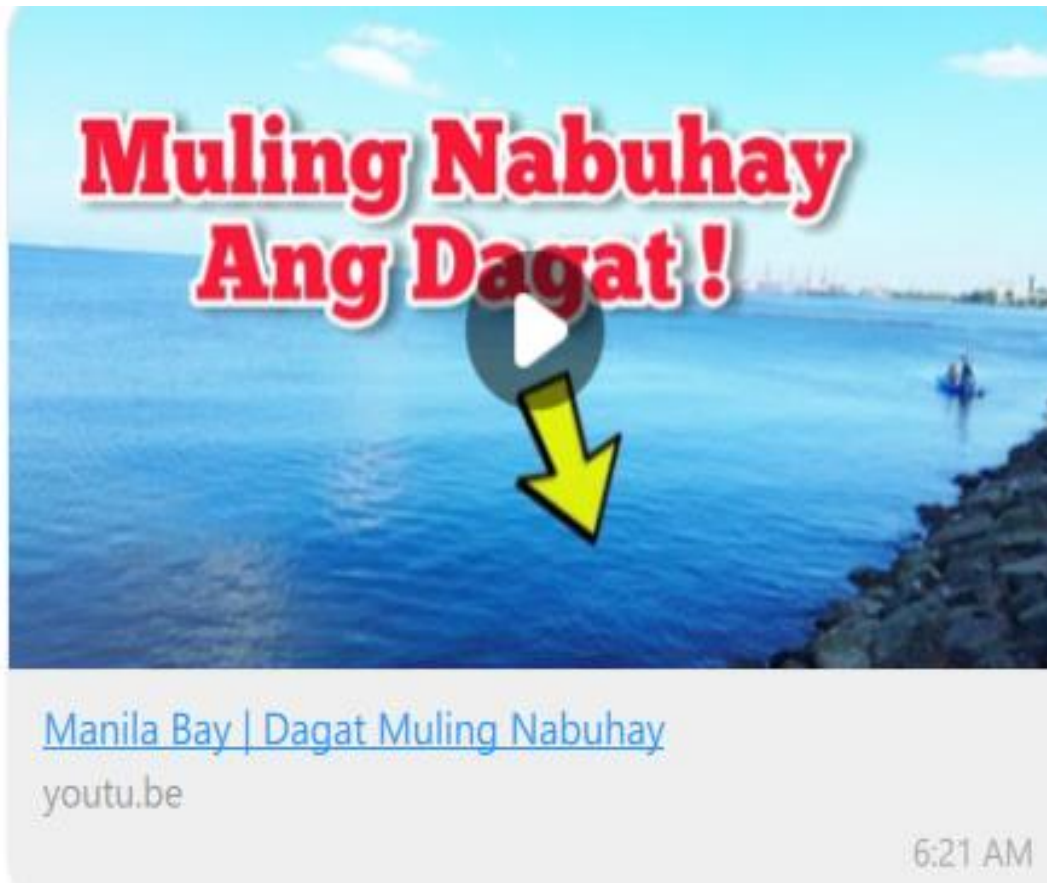 Muling Nabuhay
Ang Dagat !
Manila Bay | Dagat Muling Nabuhay
youtu.be
6:21 AM